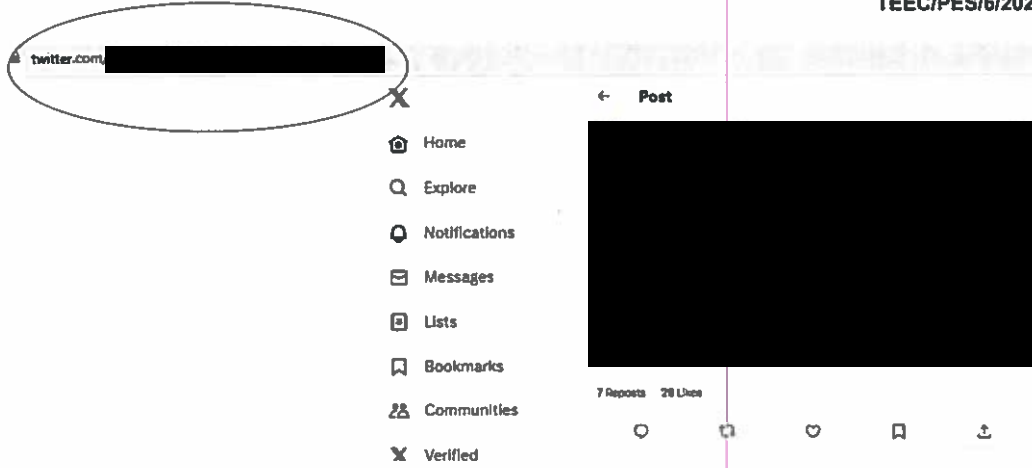 TEEC/PES/6/202
twitter.com/
Post
Home
Explore
Notifications
Messages
Lists
Bookmarks
Communities
Verified
7 Reposts 28 Likes